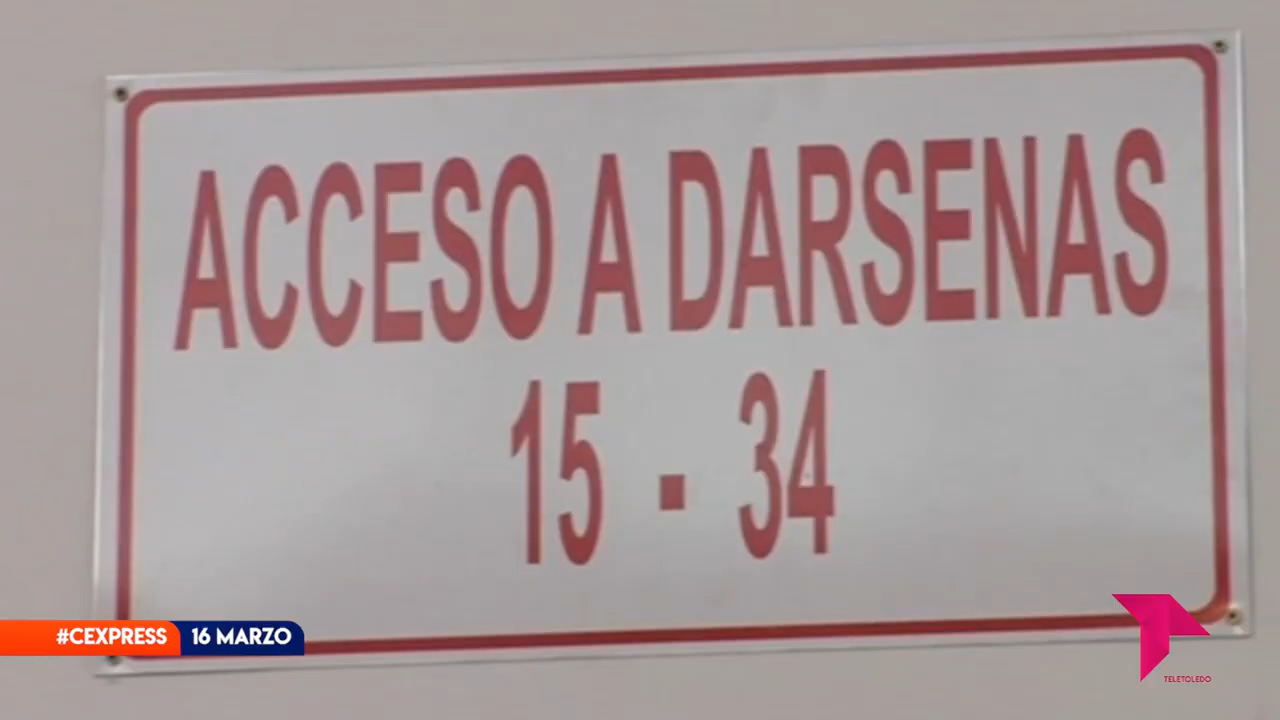 ACCESO A DARSENAS
15 - 34
#CEXPRESS 16 MARZO
TELETOLEDO